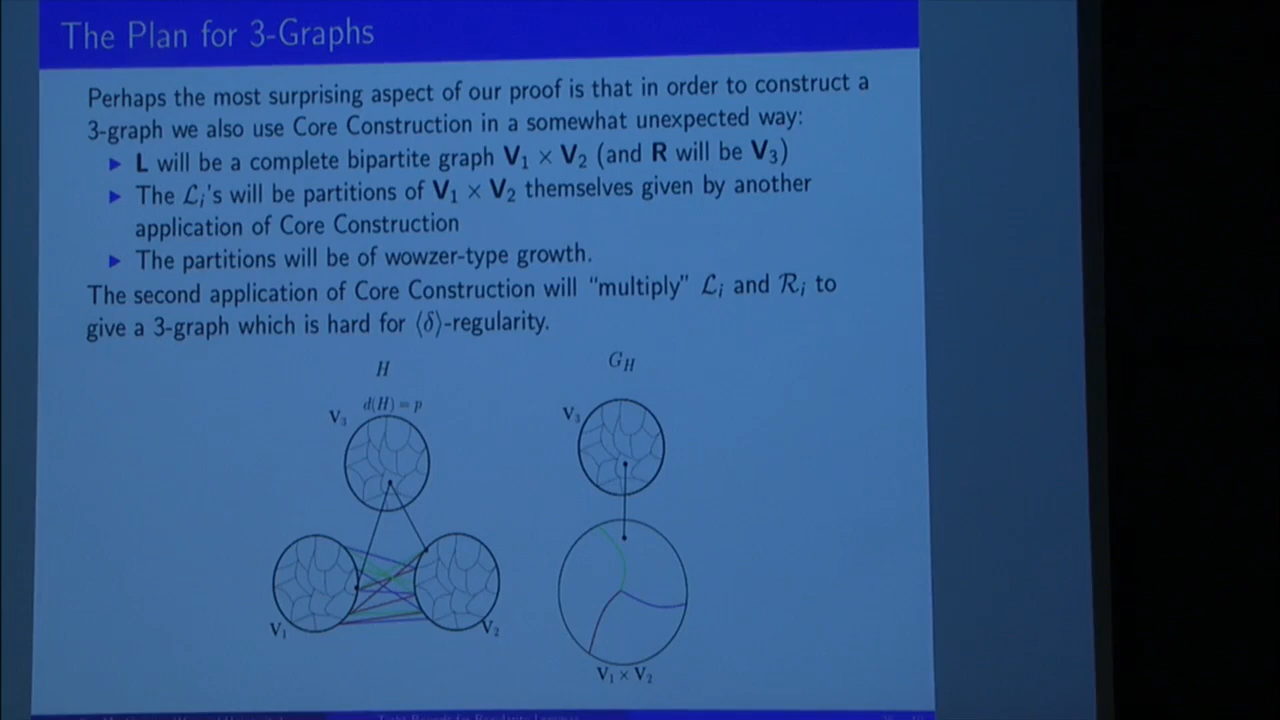 The Plan for 3-Graphs
Perhaps the most surprising aspect of our proof is that in order to construct a
3-graph we also use Core Construction in a somewhat unexpected way:
▶ L will be a complete bipartite graph V₁ × V₂ (and R will be V₃)
▶ The ℒᵢ's will be partitions of V₁ × V₂ themselves given by another
application of Core Construction
▶ The partitions will be of wowzer-type growth.
The second application of Core Construction will "multiply" ℒᵢ and ℛᵢ to
give a 3-graph which is hard for ⟨δ⟩-regularity.
H
G_H
d(H) = p
V₃
V₃
V₁
V₂
V₁ × V₂